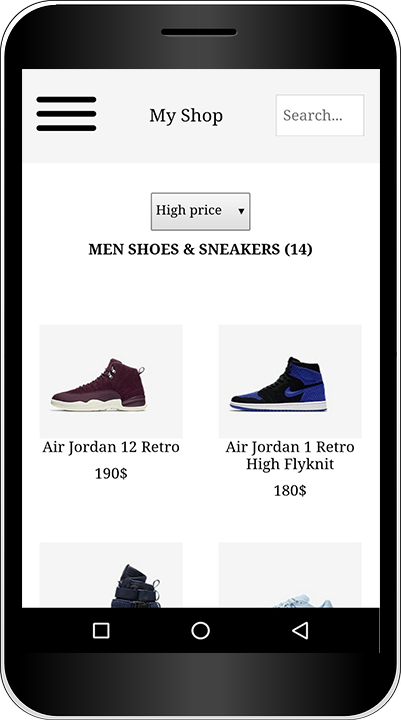 My Shop
Search...
High price ▼
MEN SHOES & SNEAKERS (14)
Air Jordan 12 Retro
190$
Air Jordan 1 Retro
High Flyknit
180$